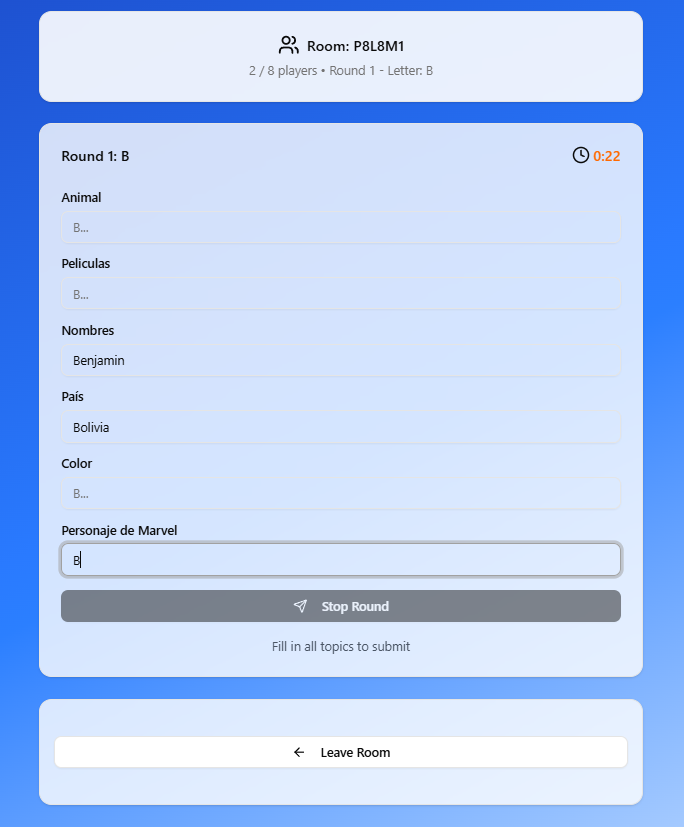 Room: P8L8M1
2 / 8 players • Round 1 - Letter: B
Round 1: B
0:22
Animal
B...
Peliculas
B...
Nombres
Benjamin
País
Bolivia
Color
B...
Personaje de Marvel
B
Stop Round
Fill in all topics to submit
Leave Room